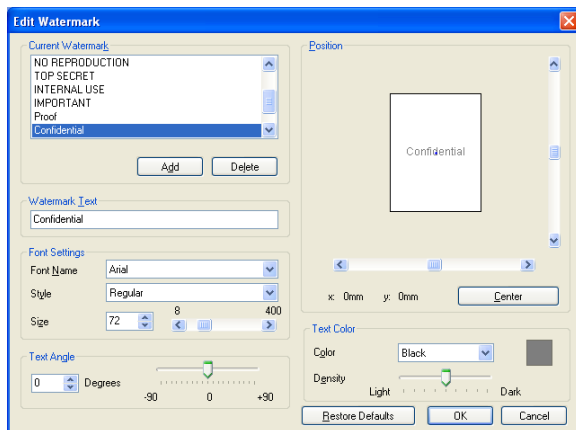 Edit Watermark
Current Watermark
NO REPRODUCTION
TOP SECRET
INTERNAL USE
IMPORTANT
Proof
Confidential
Add Delete
Watermark Text
Confidential
Font Settings
Font Name Arial
Style Regular
Size 72 8 400
Text Angle
0 Degrees
-90 0 +90
Position
Confidential
x: 0mm y: 0mm Center
Text Color
Color Black
Density
Light Dark
Restore Defaults OK Cancel